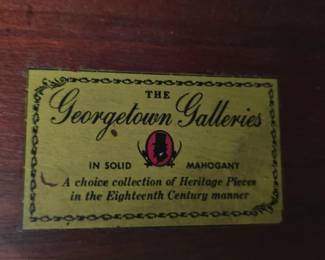 THE
Georgetown Galleries
IN SOLID MAHOGANY
A choice collection of Heritage Pieces
in the Eighteenth Century manner